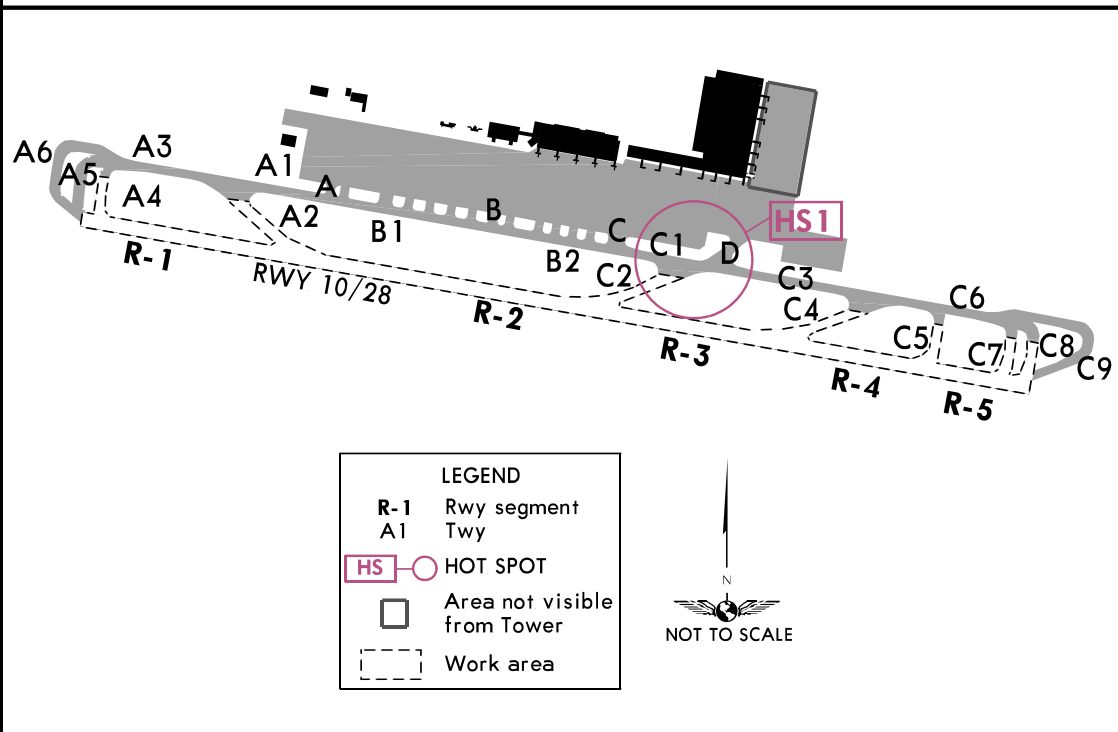 A6
A3
A5
A4
A1
A
A2
B1
B
B2
C
C1
C2
D
HS1
C3
C4
C6
C5
C7
C8
C9
R-1
RWY 10/28
R-2
R-3
R-4
R-5
LEGEND
R-1 Rwy segment
A1 Twy
HS HOT SPOT
Area not visible
from Tower
Work area
N
NOT TO SCALE